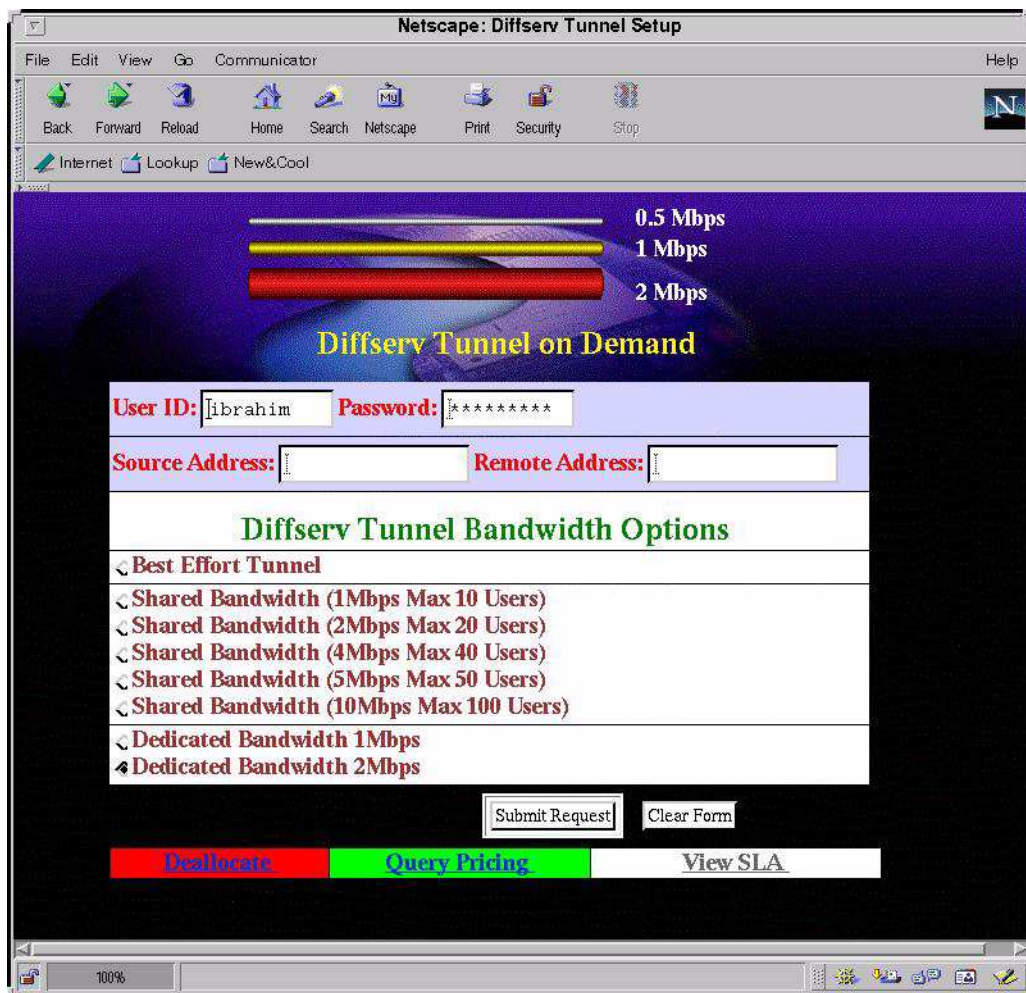 Netscape: Diffserv Tunnel Setup
File Edit View Go Communicator Help
Back Forward Reload Home Search Netscape Print Security Stop
My
N
Internet Lookup New&Cool
0.5 Mbps
1 Mbps
2 Mbps
Diffserv Tunnel on Demand
User ID: ibrahim Password: *********
Source Address: Remote Address:
Diffserv Tunnel Bandwidth Options
Best Effort Tunnel
Shared Bandwidth (1Mbps Max 10 Users)
Shared Bandwidth (2Mbps Max 20 Users)
Shared Bandwidth (4Mbps Max 40 Users)
Shared Bandwidth (5Mbps Max 50 Users)
Shared Bandwidth (10Mbps Max 100 Users)
Dedicated Bandwidth 1Mbps
Dedicated Bandwidth 2Mbps
Submit Request Clear Form
Deallocate Query Pricing View SLA
100%